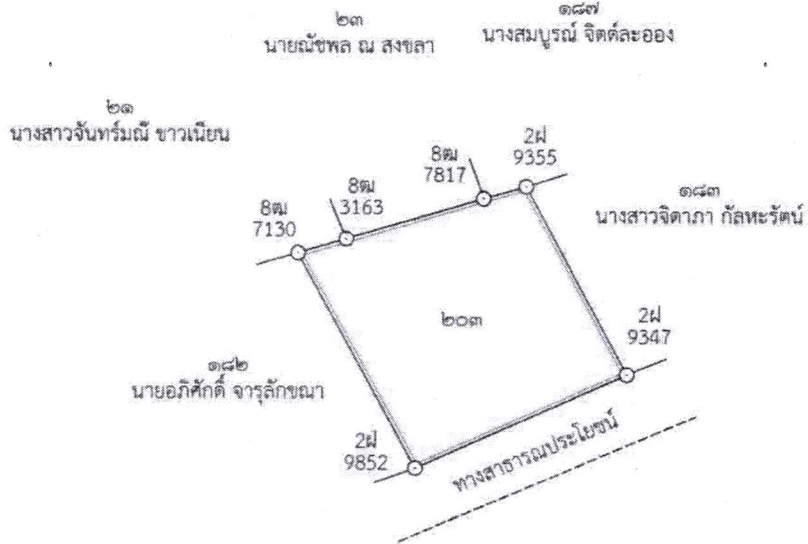 ๒๓
นายณัชพล ณ สงขลา
๑๘๗
นางสมบูรณ์ จิตต์ละออง
๒๑
นางสาวจันทร์มณี ขาวเนียน
8ฒ
7130
8ฒ
3163
8ฒ
7817
2ฝ
9355
๑๘๓
นางสาวจิดาภา กัลหะรัตน์
๒๐๓
2ฝ
9347
๑๘๒
นายอภิศักดิ์ จารุลักขณา
2ฝ
9852
ทางสาธารณประโยชน์